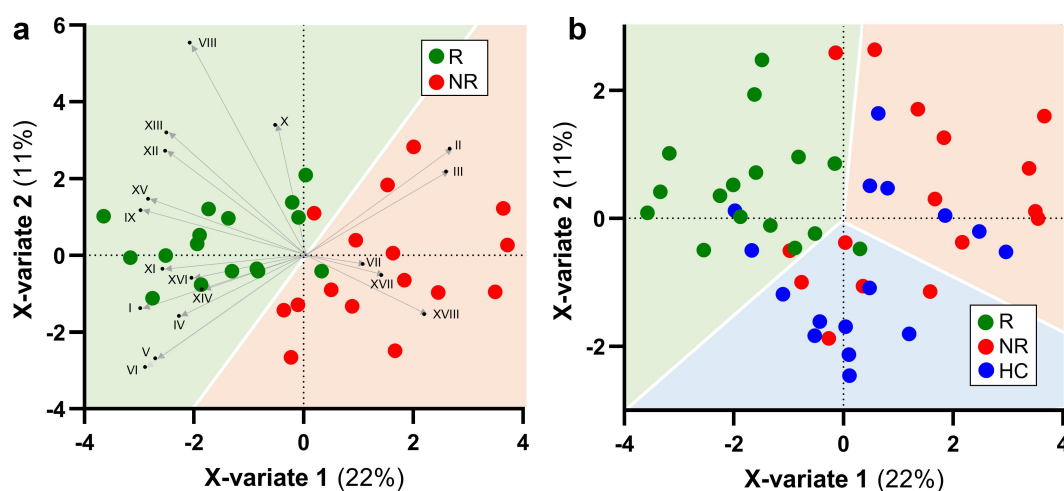 a
X-variate 2 (11%)
6
4
2
0
-2
-4
-4
-2
0
2
4
X-variate 1 (22%)
R
NR
VIII
X
XIII
XII
II
III
XV
IX
XI
XVI
VII
XVII
I
XIV
IV
XVIII
V
VI
b
X-variate 2 (11%)
2
0
-2
-4
-2
0
2
4
X-variate 1 (22%)
R
NR
HC